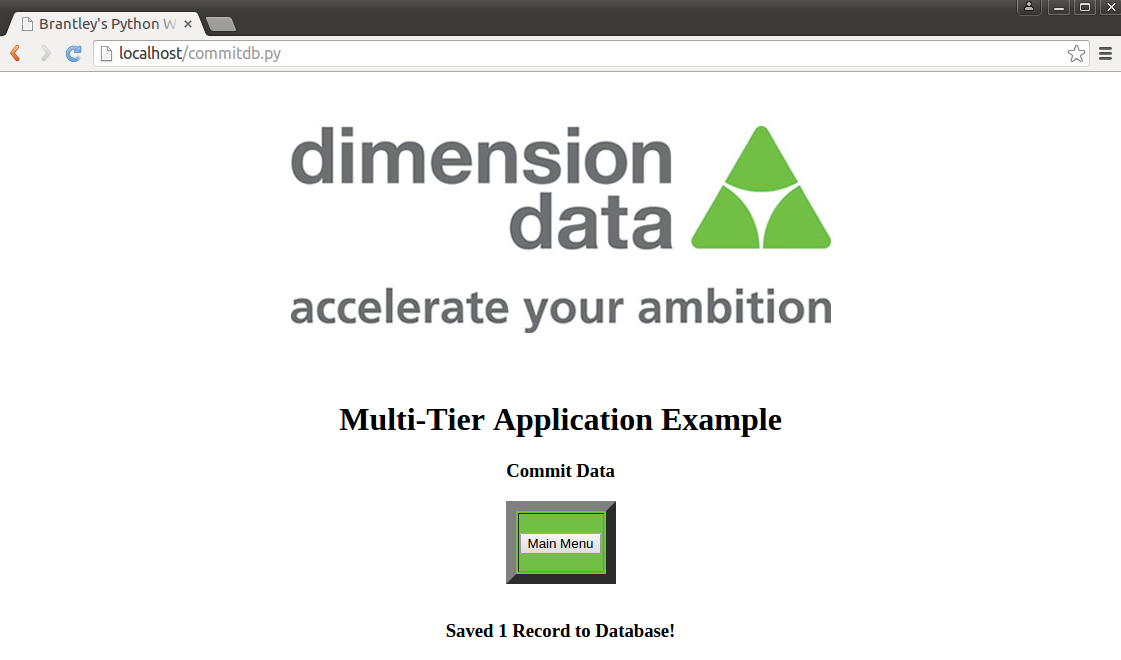 Brantley's Python W
localhost/commitdb.py
dimension
data
accelerate your ambition
Multi-Tier Application Example
Commit Data
Main Menu
Saved 1 Record to Database!